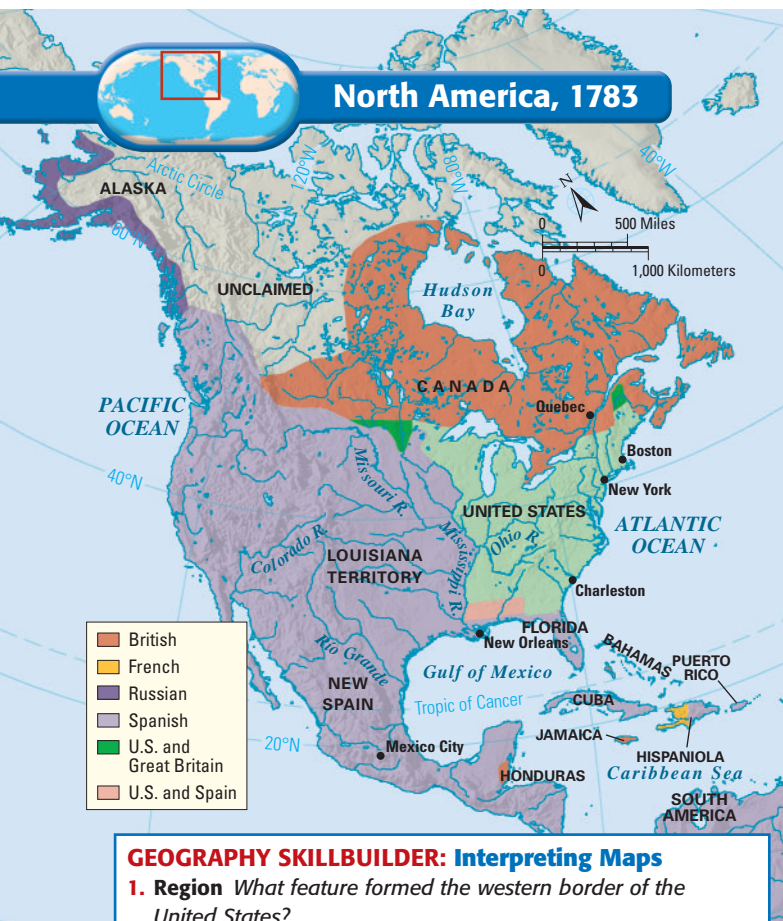 North America, 1783
40°W
80°W
120°W
Arctic Circle
ALASKA
60°N
N
0 500 Miles
0 1,000 Kilometers
UNCLAIMED
Hudson
Bay
CANADA
Quebec
PACIFIC
OCEAN
Boston
New York
40°N
Missouri R.
UNITED STATES
ATLANTIC
OCEAN
Mississippi R.
Ohio R.
Colorado R.
LOUISIANA
TERRITORY
Charleston
FLORIDA
New Orleans
BAHAMAS
PUERTO
RICO
Río Grande
Gulf of Mexico
NEW
SPAIN
Tropic of Cancer
CUBA
JAMAICA
20°N
Mexico City
HISPANIOLA
HONDURAS
Caribbean Sea
SOUTH
AMERICA
British
French
Russian
Spanish
U.S. and
Great Britain
U.S. and Spain
GEOGRAPHY SKILLBUILDER: Interpreting Maps
1. Region What feature formed the western border of the
United States?